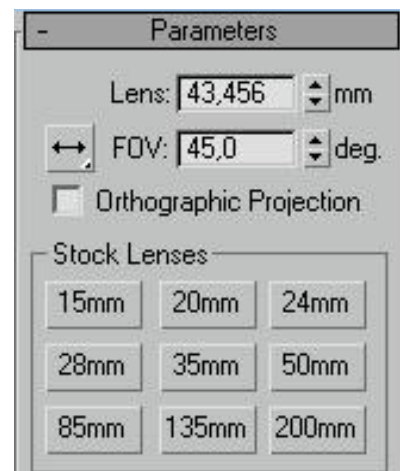 - Parameters
Lens: 43,456 mm
FOV: 45,0 deg.
Orthographic Projection
Stock Lenses
15mm 20mm 24mm
28mm 35mm 50mm
85mm 135mm 200mm